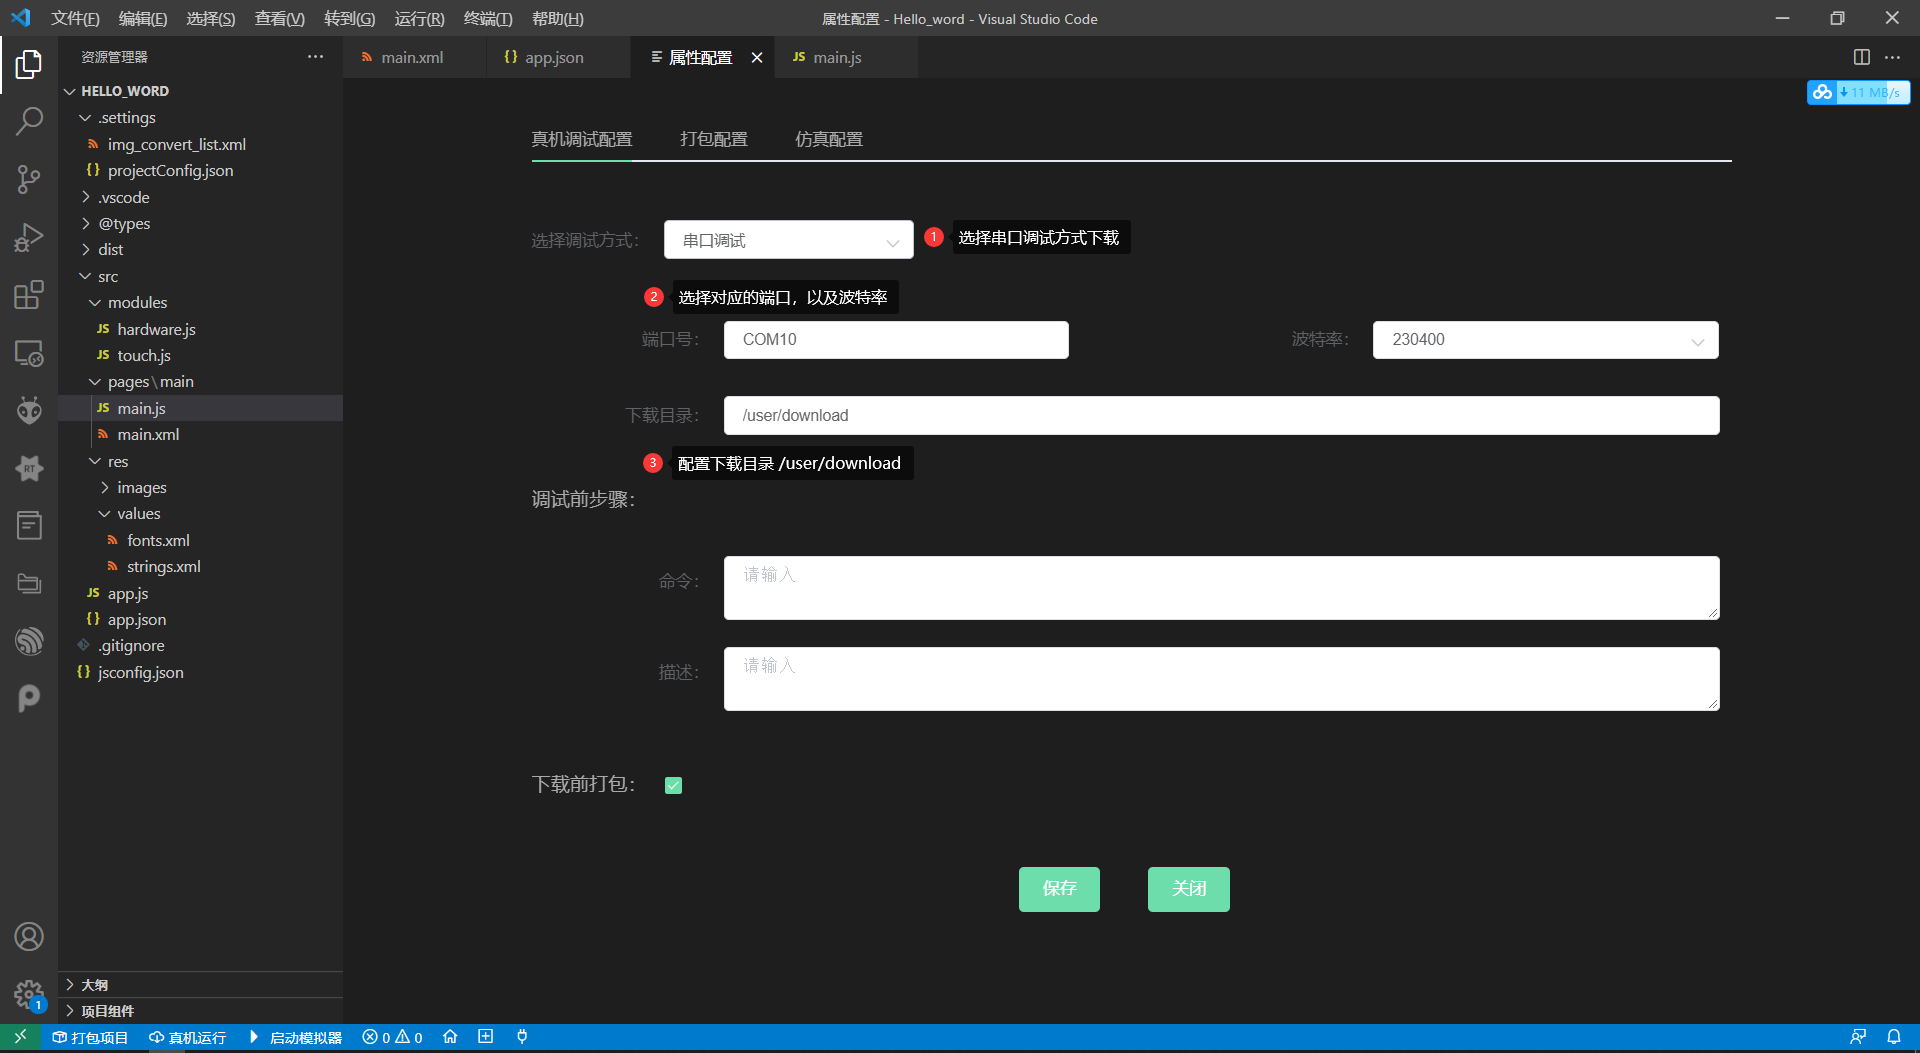 文件(F) 编辑(E) 选择(S) 查看(V) 转到(G) 运行(R) 终端(T) 帮助(H)
属性配置 - Hello_word - Visual Studio Code
资源管理器
main.xml
{} app.json
属性配置
JS main.js
11 MB/s
HELLO_WORD
.settings
img_convert_list.xml
{} projectConfig.json
.vscode
@types
dist
src
modules
JS hardware.js
JS touch.js
pages\main
JS main.js
main.xml
res
images
values
fonts.xml
strings.xml
JS app.js
{} app.json
.gitignore
{} jsconfig.json
RT
大纲
项目组件
1
真机调试配置 打包配置 仿真配置
选择调试方式： 串口调试
1 选择串口调试方式下载
2 选择对应的端口，以及波特率
端口号： COM10
波特率： 230400
下载目录： /user/download
3 配置下载目录 /user/download
调试前步骤：
命令： 请输入
描述： 请输入
下载前打包：
保存 关闭
打包项目 真机运行 启动模拟器 0 0